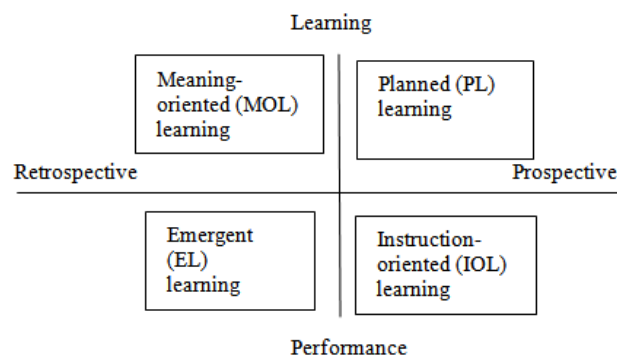 Learning
Meaning-
oriented (MOL)
learning
Planned (PL)
learning
Retrospective
Prospective
Emergent
(EL)
learning
Instruction-
oriented (IOL)
learning
Performance